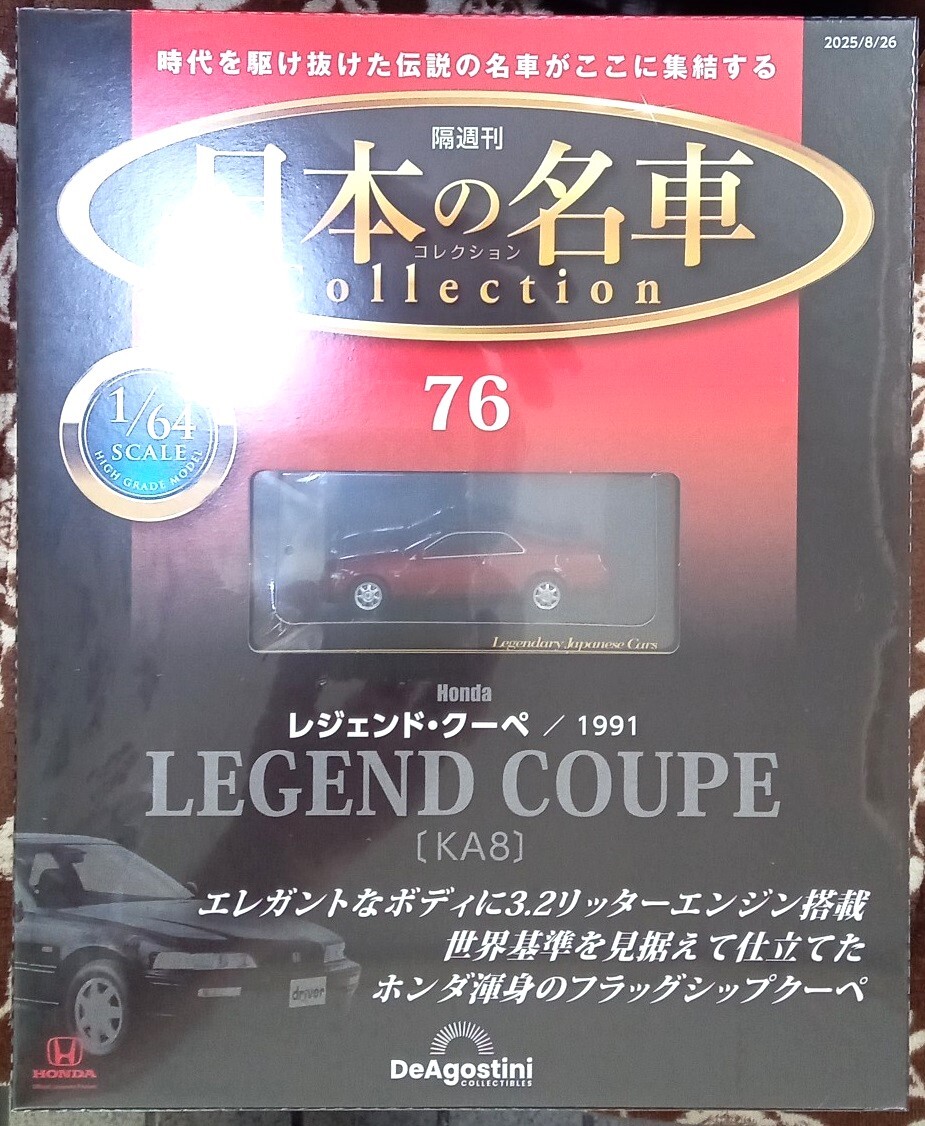 2025/8/26
時代を駆け抜けた伝説の名車がここに集結する
隔週刊
日本の名車
コレクション
Collection
1/64
SCALE
HIGH GRADE MODEL
76
Legendary Japanese Cars
Honda
レジェンド・クーペ / 1991
LEGEND COUPE
〔KA8〕
エレガントなボディに3.2リッターエンジン搭載
世界基準を見据えて仕立てた
ホンダ渾身のフラッグシップクーペ
driver
HONDA
DeAgostini
COLLECTIBLES